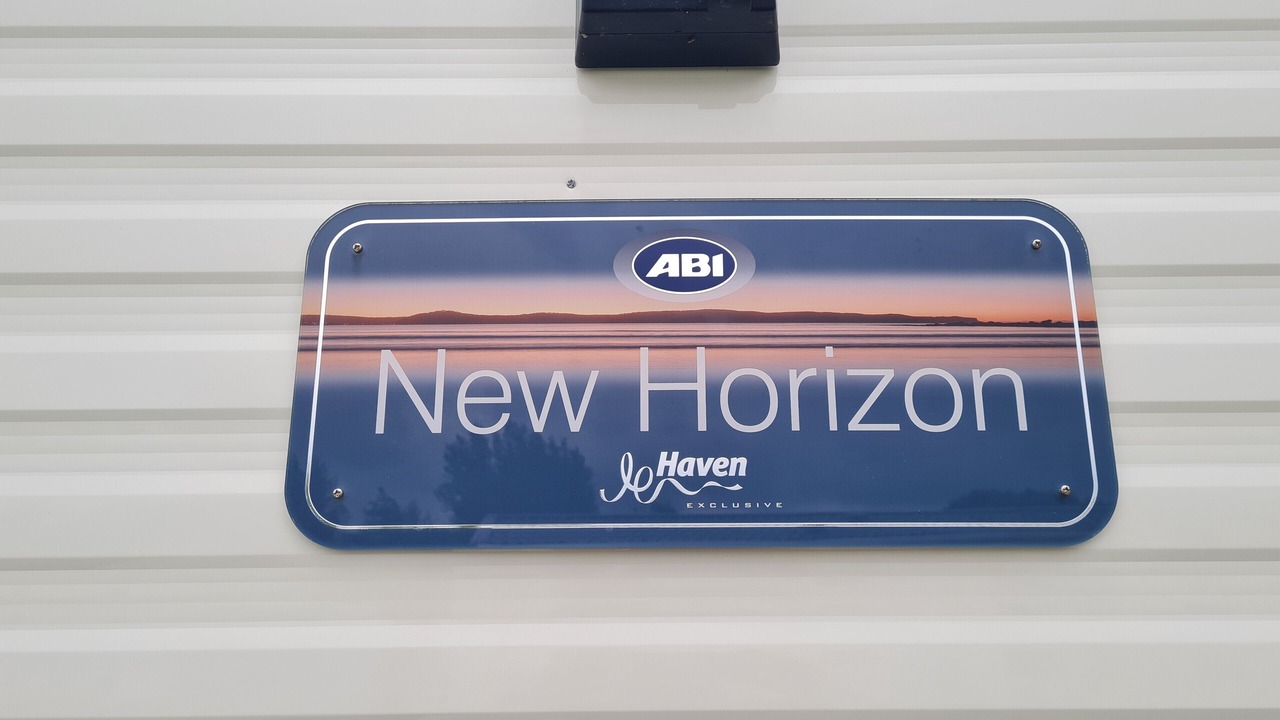 ABI
New Horizon
Haven
EXCLUSIVE